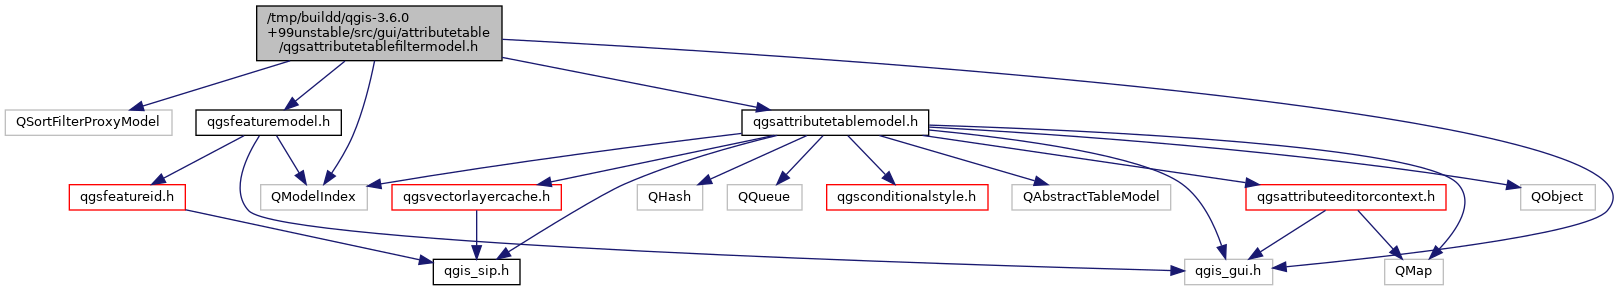 /tmp/buildd/qgis-3.6.0
+99unstable/src/gui/attributetable
/qgsattributetablefiltermodel.h
QSortFilterProxyModel
qgsfeaturemodel.h
qgsattributetablemodel.h
qgsfeatureid.h
QModelIndex
qgsvectorlayercache.h
QHash
QQueue
qgsconditionalstyle.h
QAbstractTableModel
qgsattributeeditorcontext.h
QObject
qgis_sip.h
qgis_gui.h
QMap